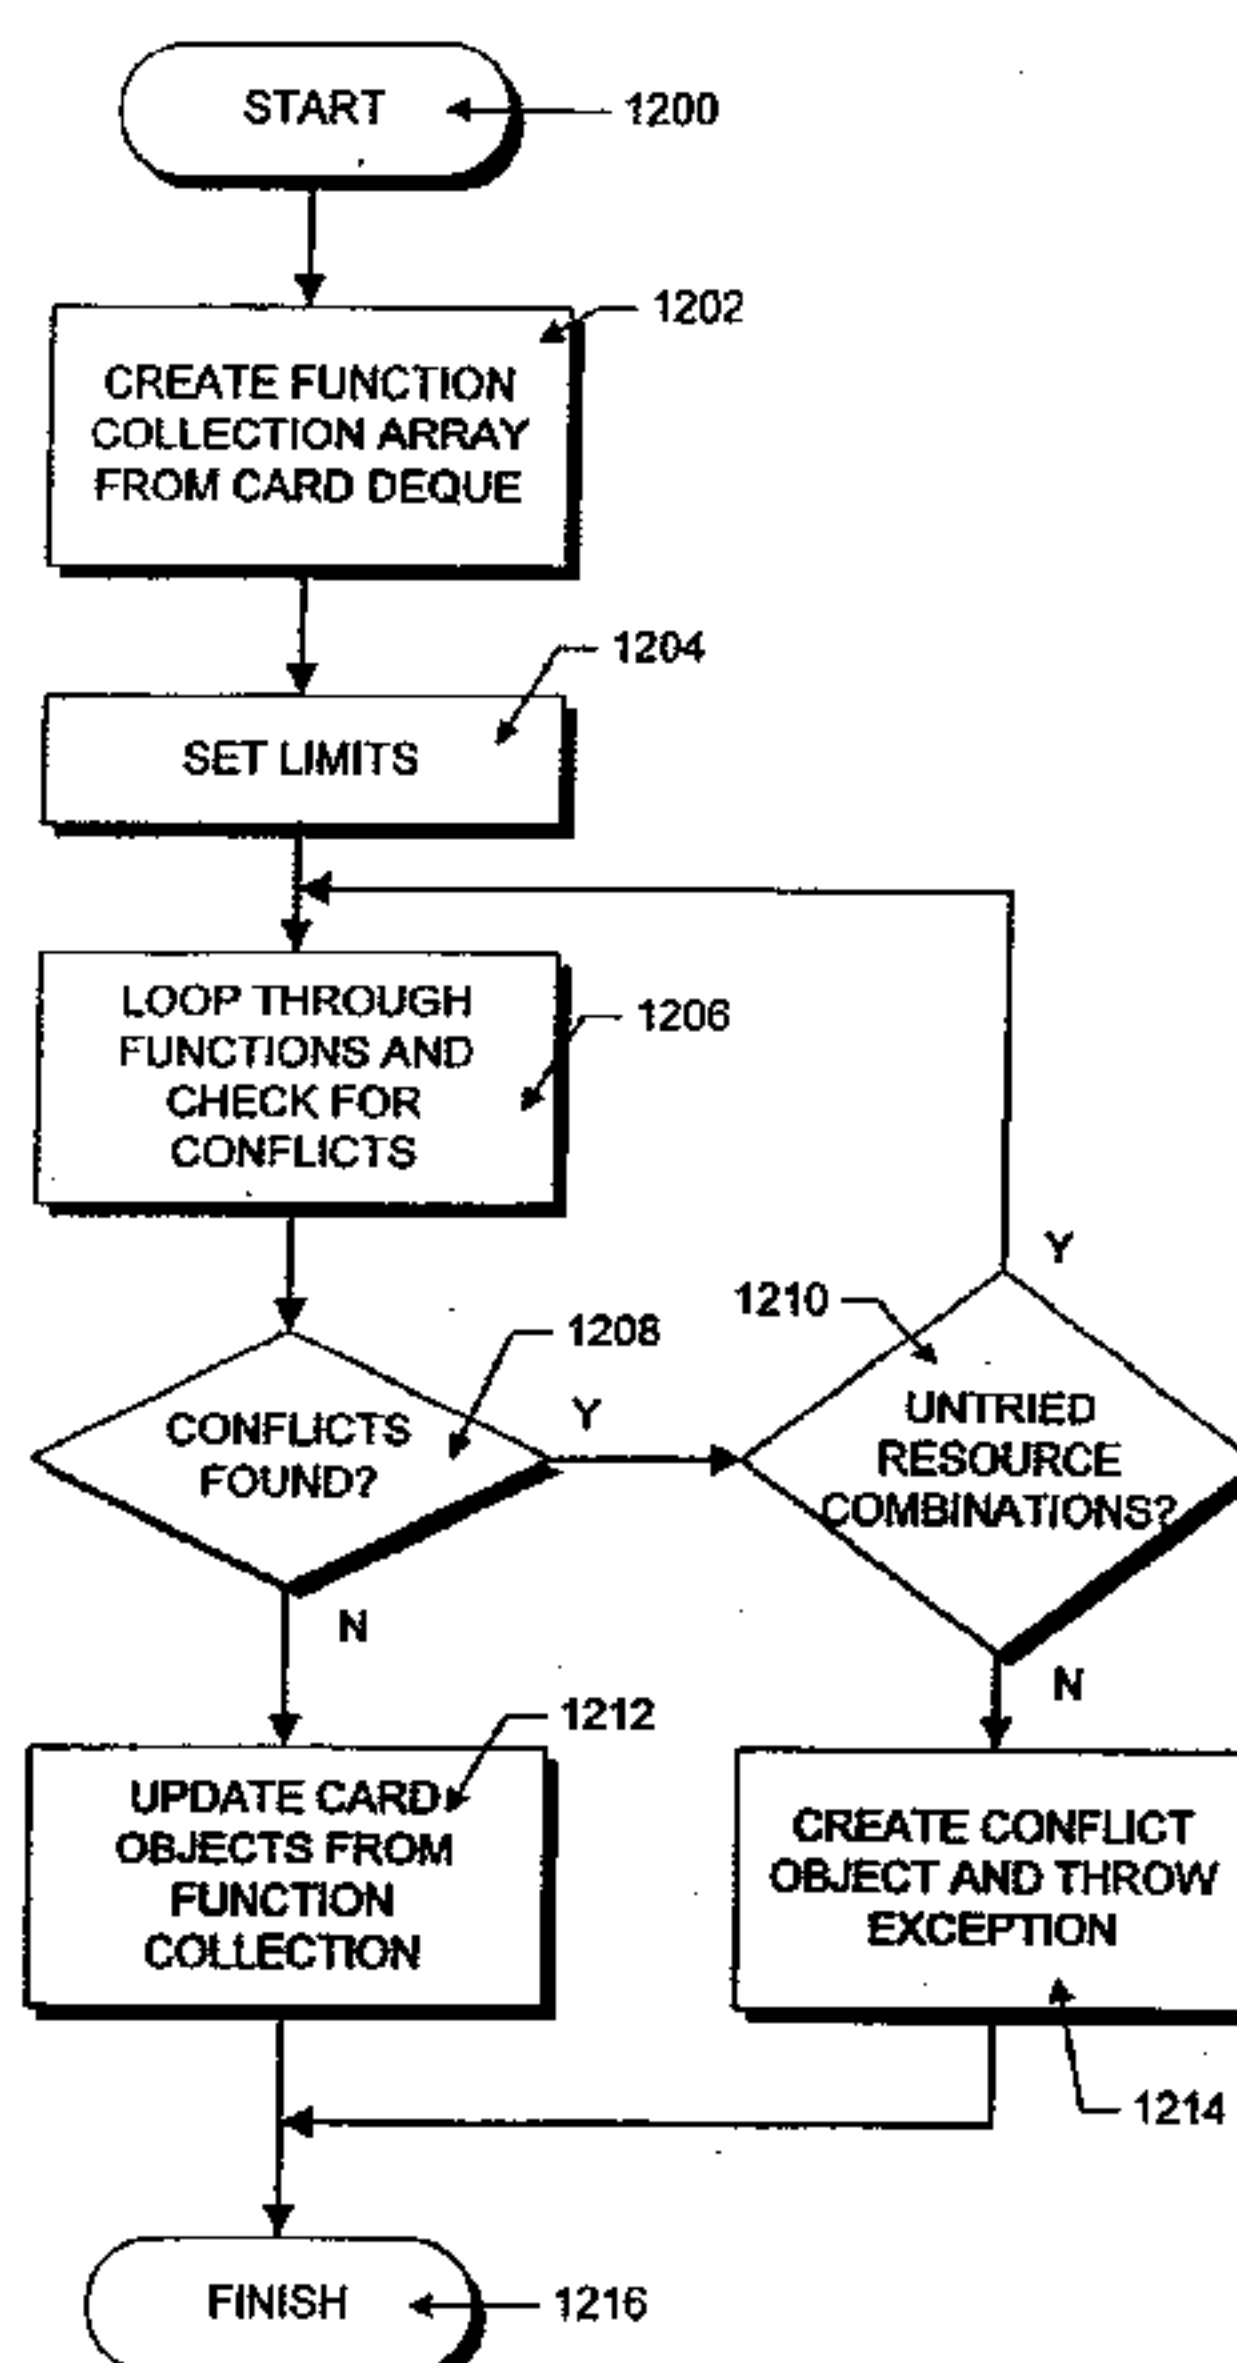 START
1200
1202
CREATE FUNCTION
COLLECTION ARRAY
FROM CARD DEQUE
1204
SET LIMITS
LOOP THROUGH
FUNCTIONS AND
CHECK FOR
CONFLICTS
1206
Y
1210
1208
UNTRIED
RESOURCE
COMBINATIONS?
Y
CONFLICTS
FOUND?
N
N
1212
UPDATE CARD
OBJECTS FROM
FUNCTION
COLLECTION
CREATE CONFLICT
OBJECT AND THROW
EXCEPTION
1214
FINISH
1216